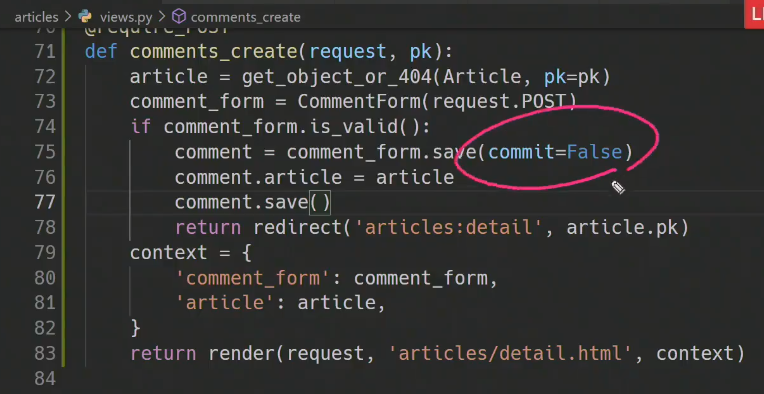 articles > views.py > comments_create
70 @require_POST
71 def comments_create(request, pk):
72     article = get_object_or_404(Article, pk=pk)
73     comment_form = CommentForm(request.POST)
74     if comment_form.is_valid():
75         comment = comment_form.save(commit=False)
76         comment.article = article
77         comment.save()
78         return redirect('articles:detail', article.pk)
79     context = {
80         'comment_form': comment_form,
81         'article': article,
82     }
83     return render(request, 'articles/detail.html', context)
84